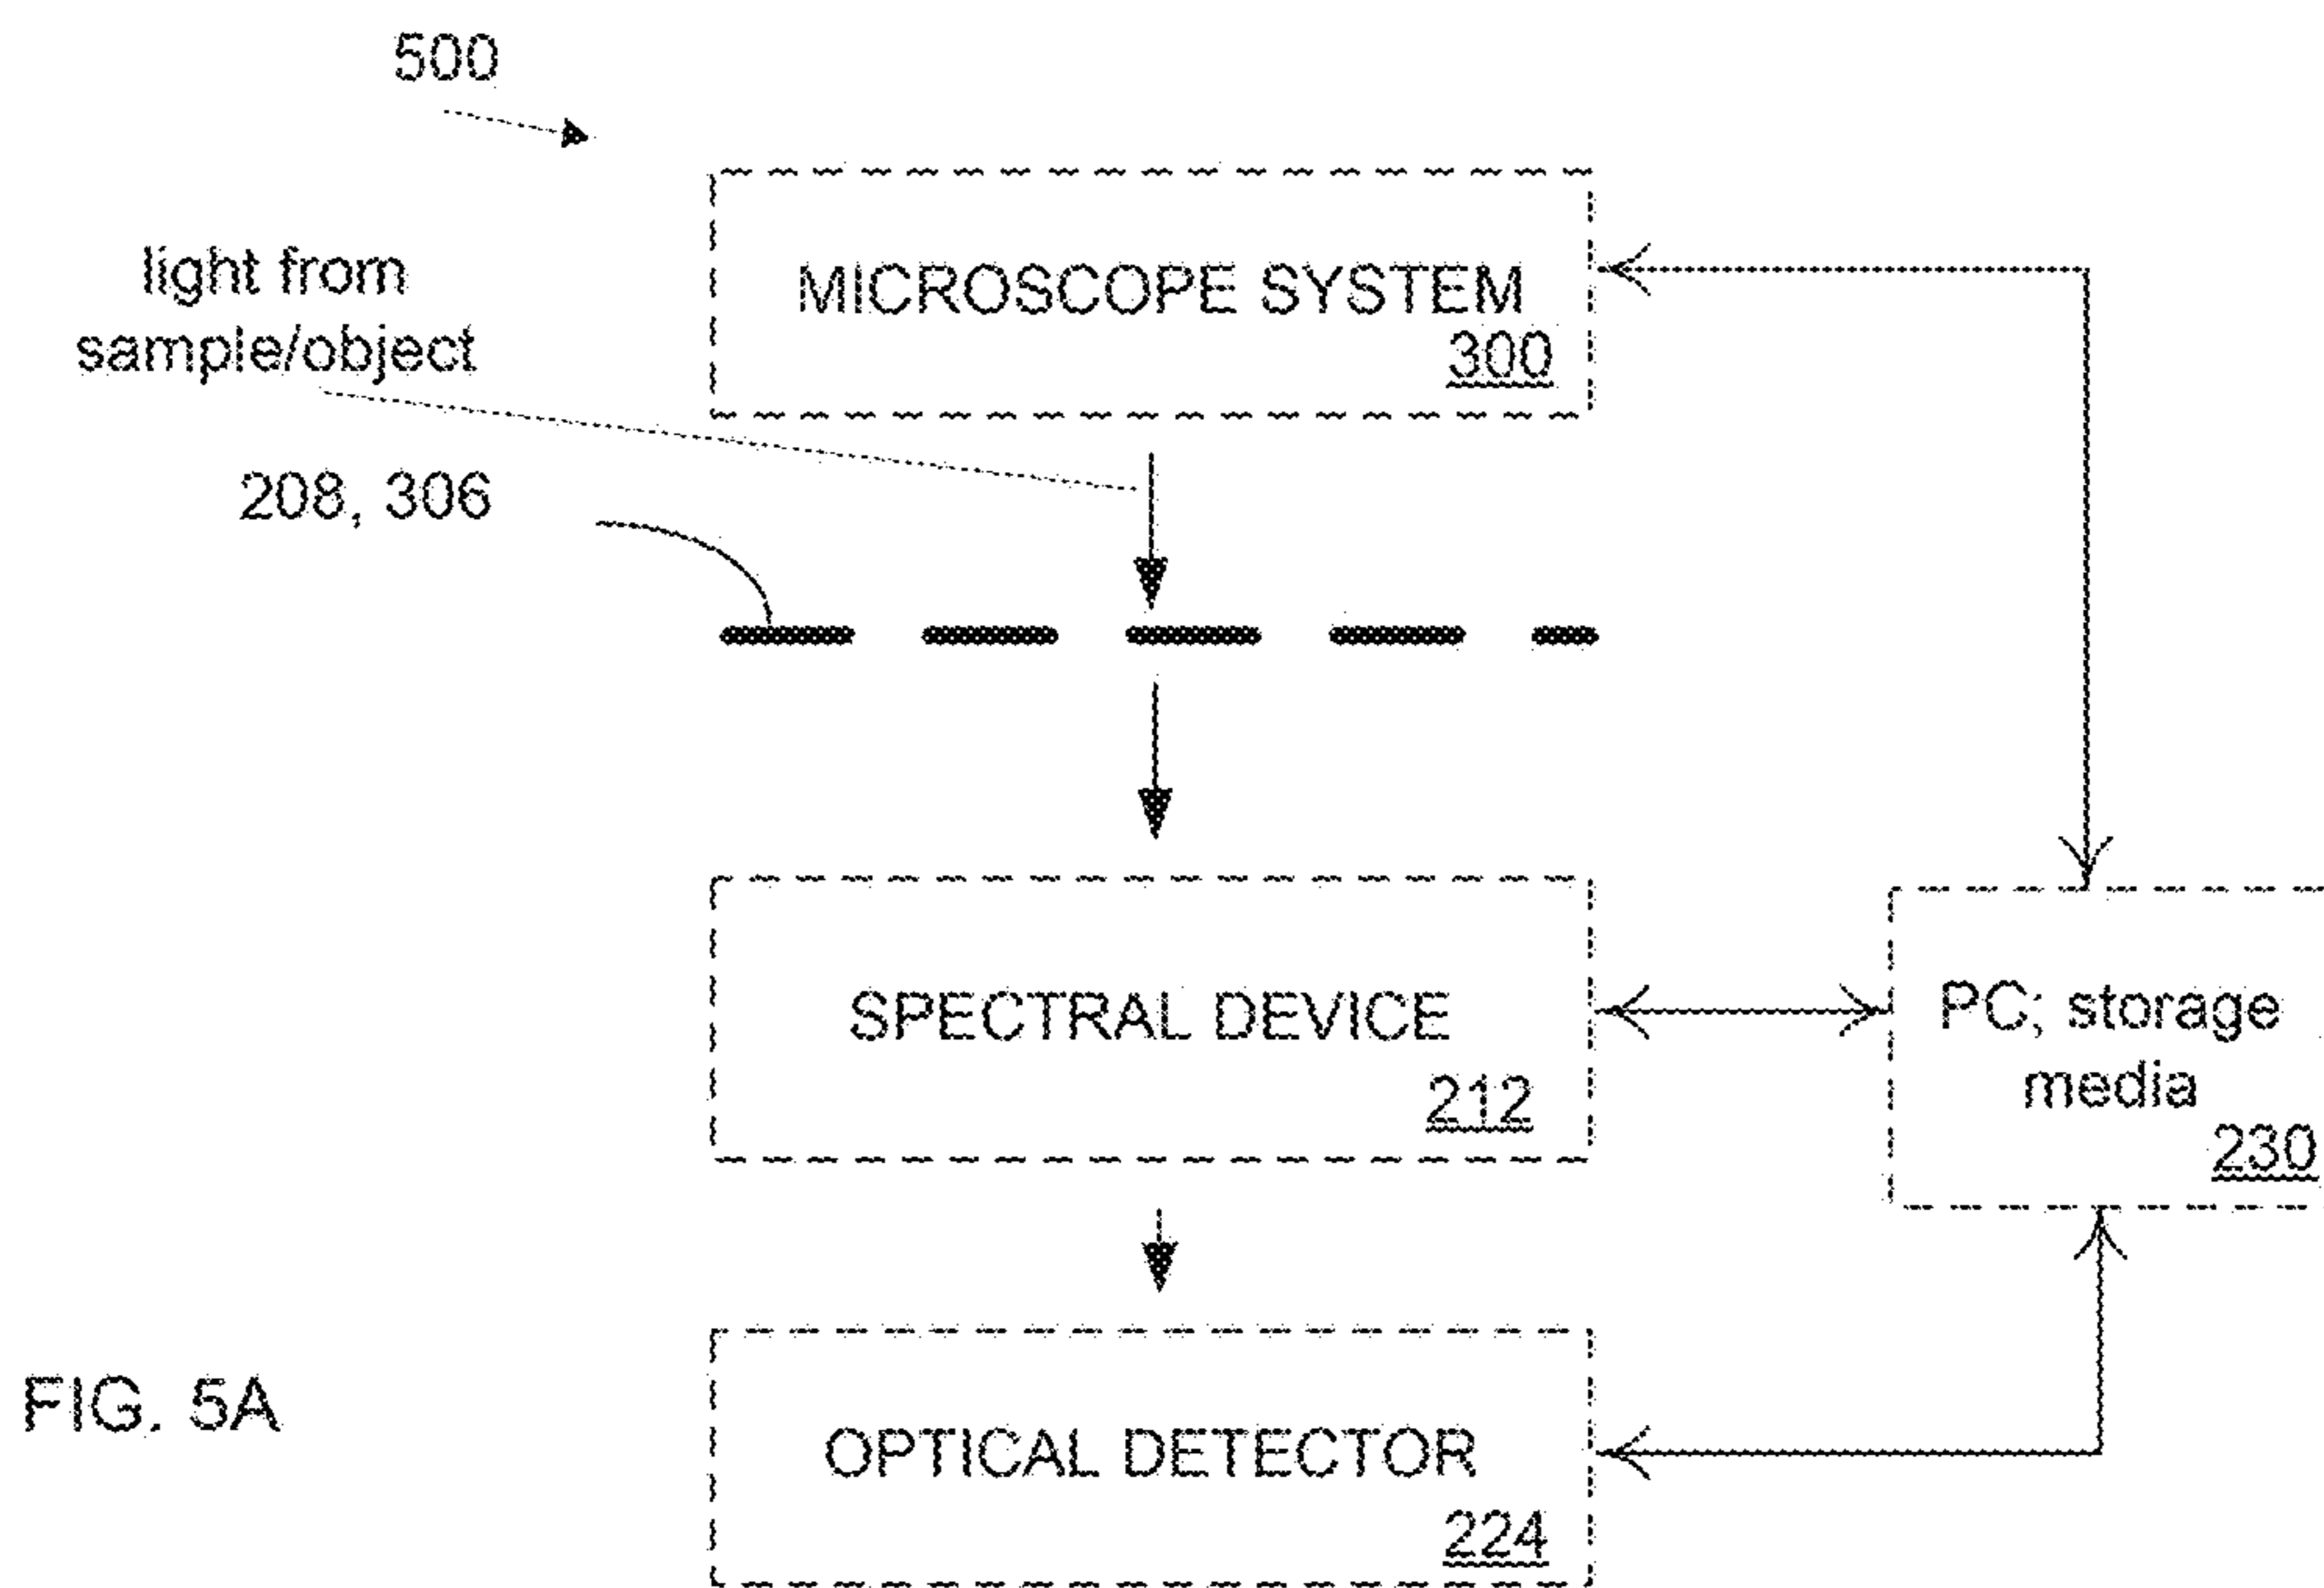 500
light from
sample/object
MICROSCOPE SYSTEM
300
208, 306
SPECTRAL DEVICE
212
PC; storage
media
230
FIG. 5A
OPTICAL DETECTOR
224